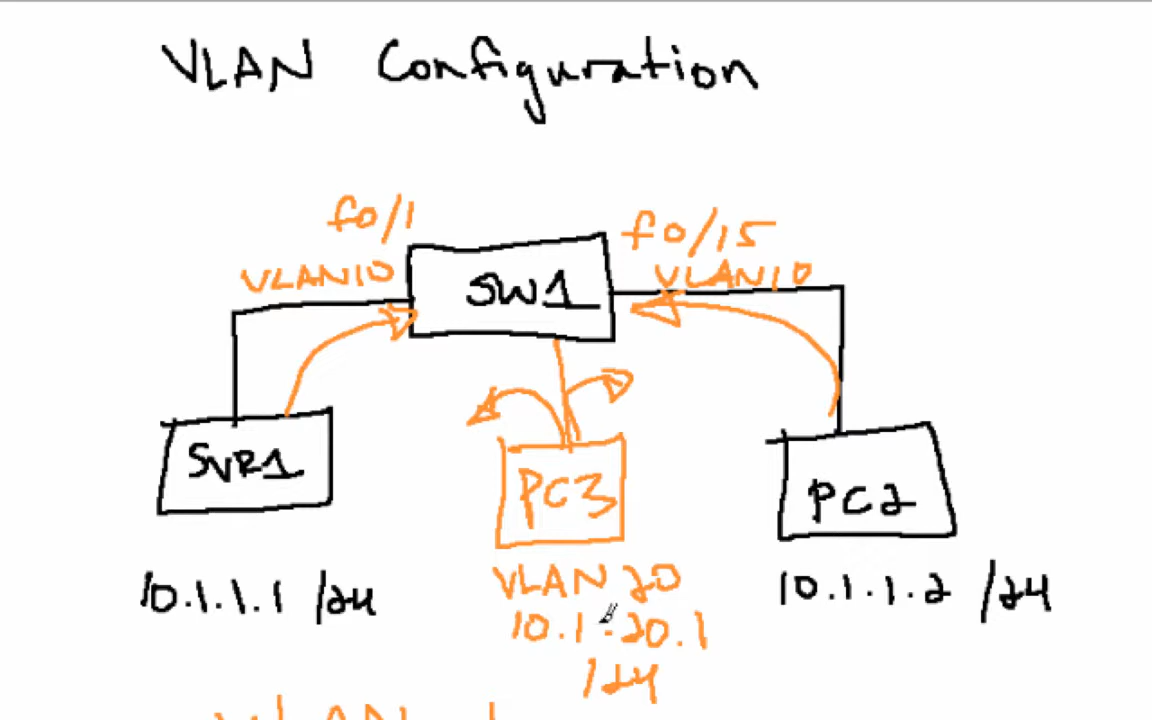 VLAN Configuration
f0/1
f0/15
VLAN10
VLAN10
SW1
SVR1
PC3
PC2
VLAN 20
10.1.1.1 /24
10.1.1.2 /24
10.1.20.1
/24
VLAN